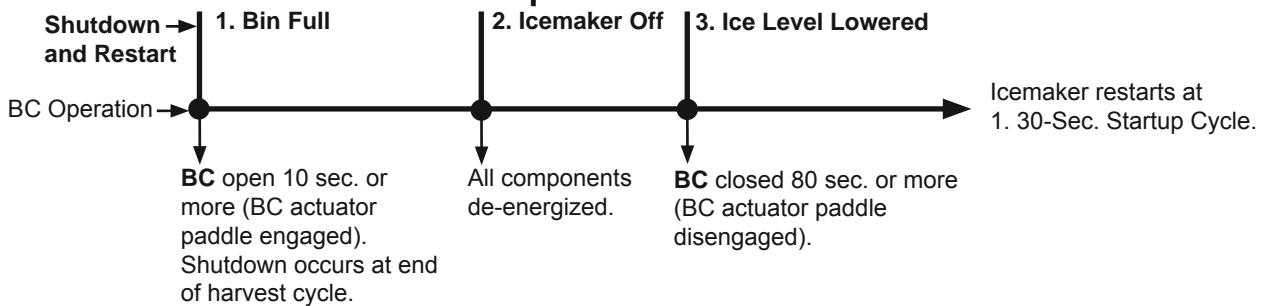 Shutdown
and Restart
1. Bin Full
2. Icemaker Off
3. Ice Level Lowered
BC Operation
Icemaker restarts at
1. 30-Sec. Startup Cycle.
BC open 10 sec. or
more (BC actuator
paddle engaged).
Shutdown occurs at end
of harvest cycle.
All components
de-energized.
BC closed 80 sec. or more
(BC actuator paddle
disengaged).